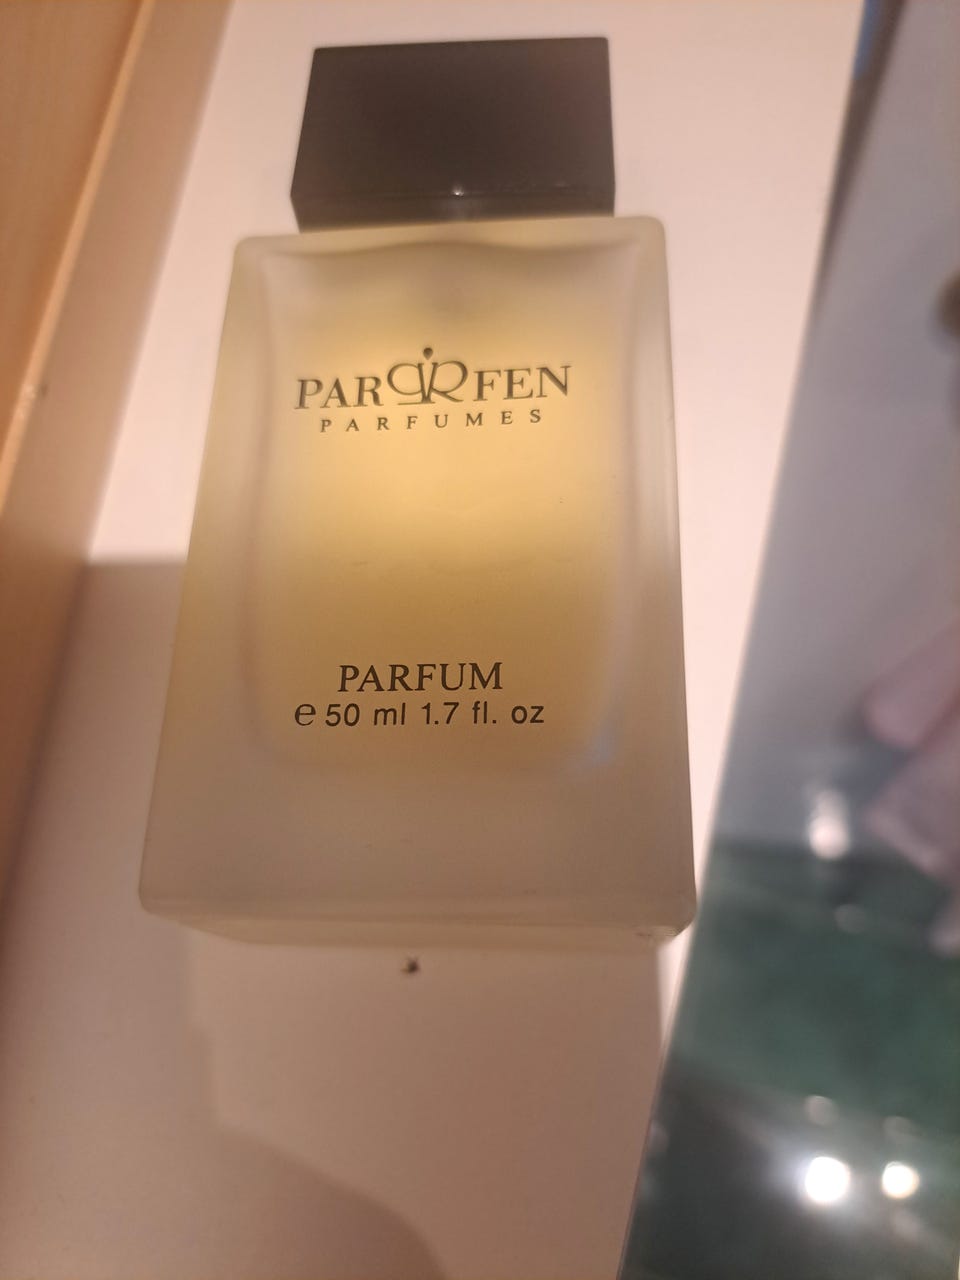 PARFEN
PARFUMES
PARFUM
℮ 50 ml 1.7 fl. oz